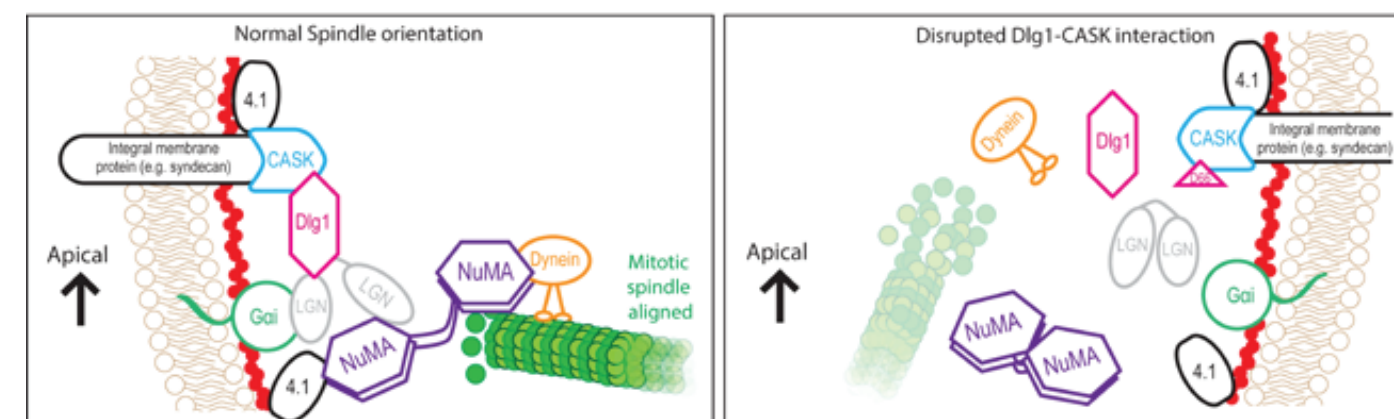 Normal Spindle orientation
4.1
Integral membrane
protein (e.g. syndecan)
CASK
Dlg1
Apical
Gαi
LGN
LGN
NuMA
Dynein
Mitotic
spindle
aligned
NuMA
4.1
Disrupted Dlg1-CASK interaction
4.1
Dynein
Dlg1
CASK
Integral membrane
protein (e.g. syndecan)
Apical
LGN
LGN
Gαi
NuMA
NuMA
4.1